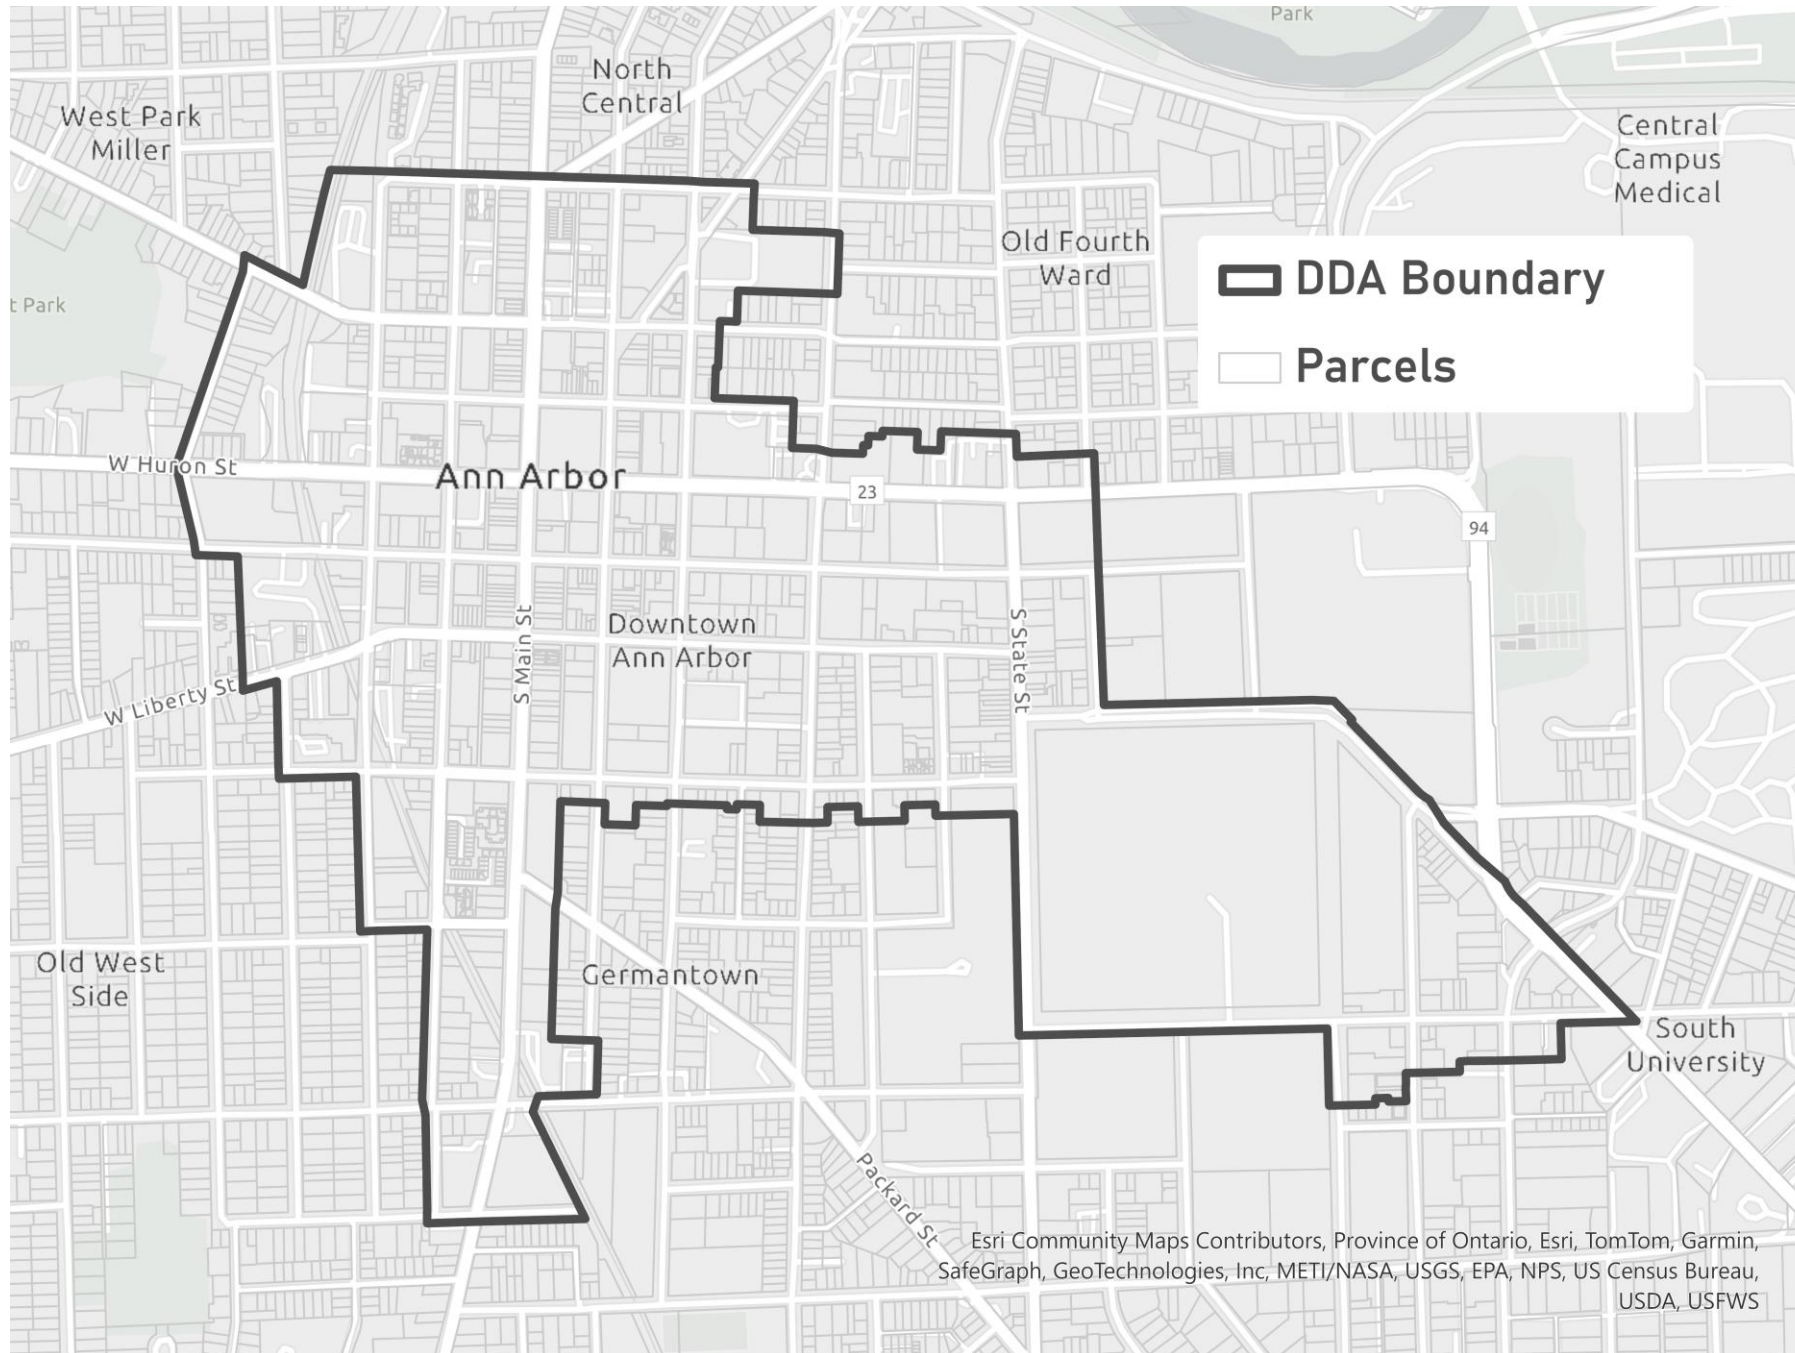 Park
North
Central
West Park
Miller
Central
Campus
Medical
Old Fourth
Ward
DDA Boundary
t Park
Parcels
W Huron St
Ann Arbor
23
94
Downtown
Ann Arbor
S Main St
S State St
W Liberty St
Old West
Side
Germantown
South
University
Packard St
Esri Community Maps Contributors, Province of Ontario, Esri, TomTom, Garmin,
SafeGraph, GeoTechnologies, Inc, METI/NASA, USGS, EPA, NPS, US Census Bureau,
USDA, USFWS